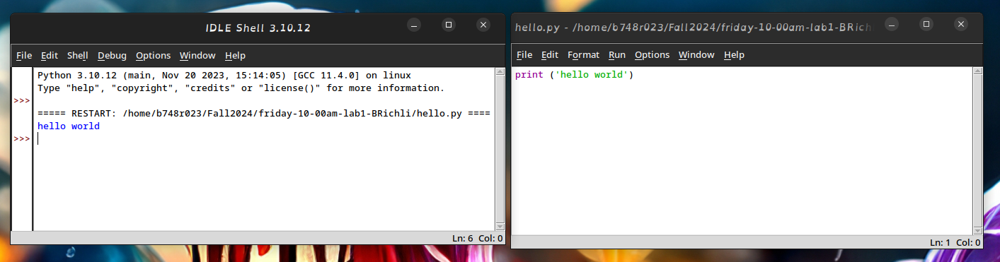 IDLE Shell 3.10.12
File Edit Shell Debug Options Window Help
Python 3.10.12 (main, Nov 20 2023, 15:14:05) [GCC 11.4.0] on linux
Type "help", "copyright", "credits" or "license()" for more information.
>>>
===== RESTART: /home/b748r023/Fall2024/friday-10-00am-lab1-BRichli/hello.py ====
hello world
>>>
Ln: 6 Col: 0
hello.py - /home/b748r023/Fall2024/friday-10-00am-lab1-BRich
File Edit Format Run Options Window Help
print ('hello world')
Ln: 1 Col: 0